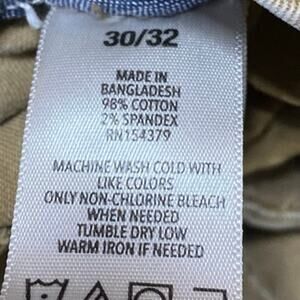 30/32
MADE IN
BANGLADESH
98% COTTON
2% SPANDEX
RN154379
MACHINE WASH COLD WITH
LIKE COLORS
ONLY NON-CHLORINE BLEACH
WHEN NEEDED
TUMBLE DRY LOW
WARM IRON IF NEEDED